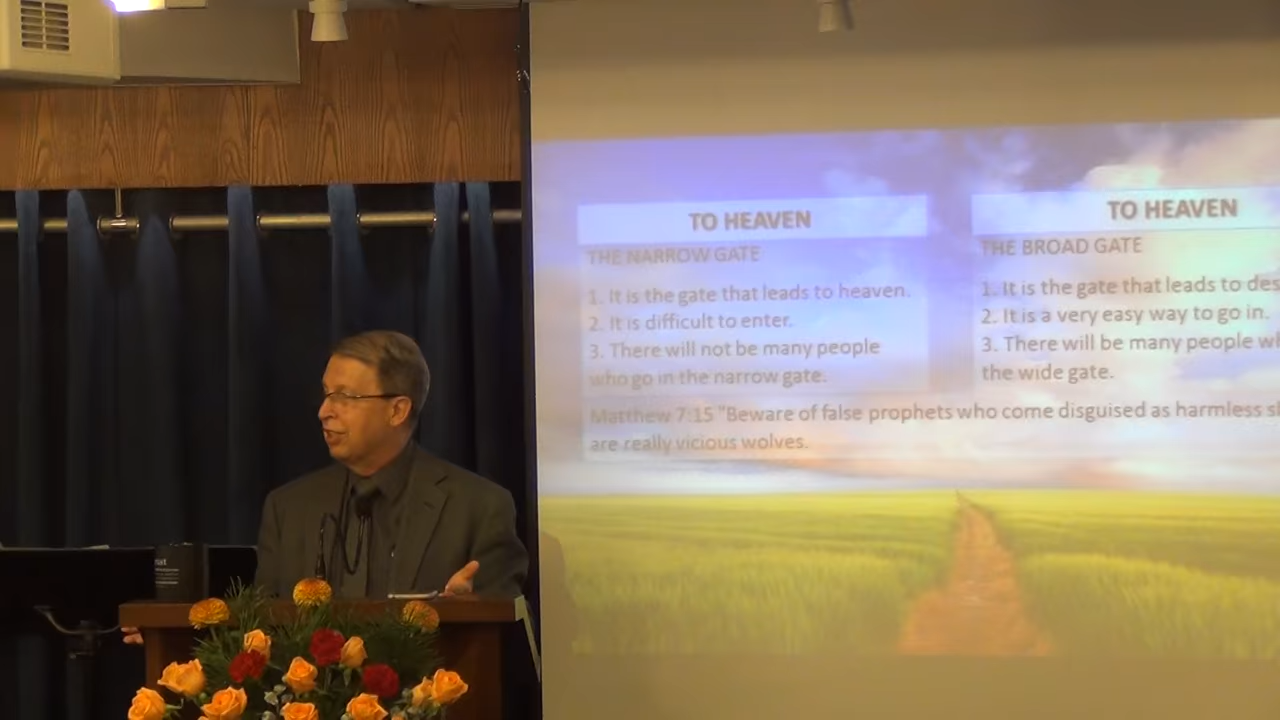 TO HEAVEN
THE NARROW GATE
1. It is the gate that leads to heaven.
2. It is difficult to enter.
3. There will not be many people
who go in the narrow gate.
TO HEAVEN
THE BROAD GATE
1. It is the gate that leads to des
2. It is a very easy way to go in.
3. There will be many people wh
the wide gate.
Matthew 7:15 "Beware of false prophets who come disguised as harmless s
are really vicious wolves.